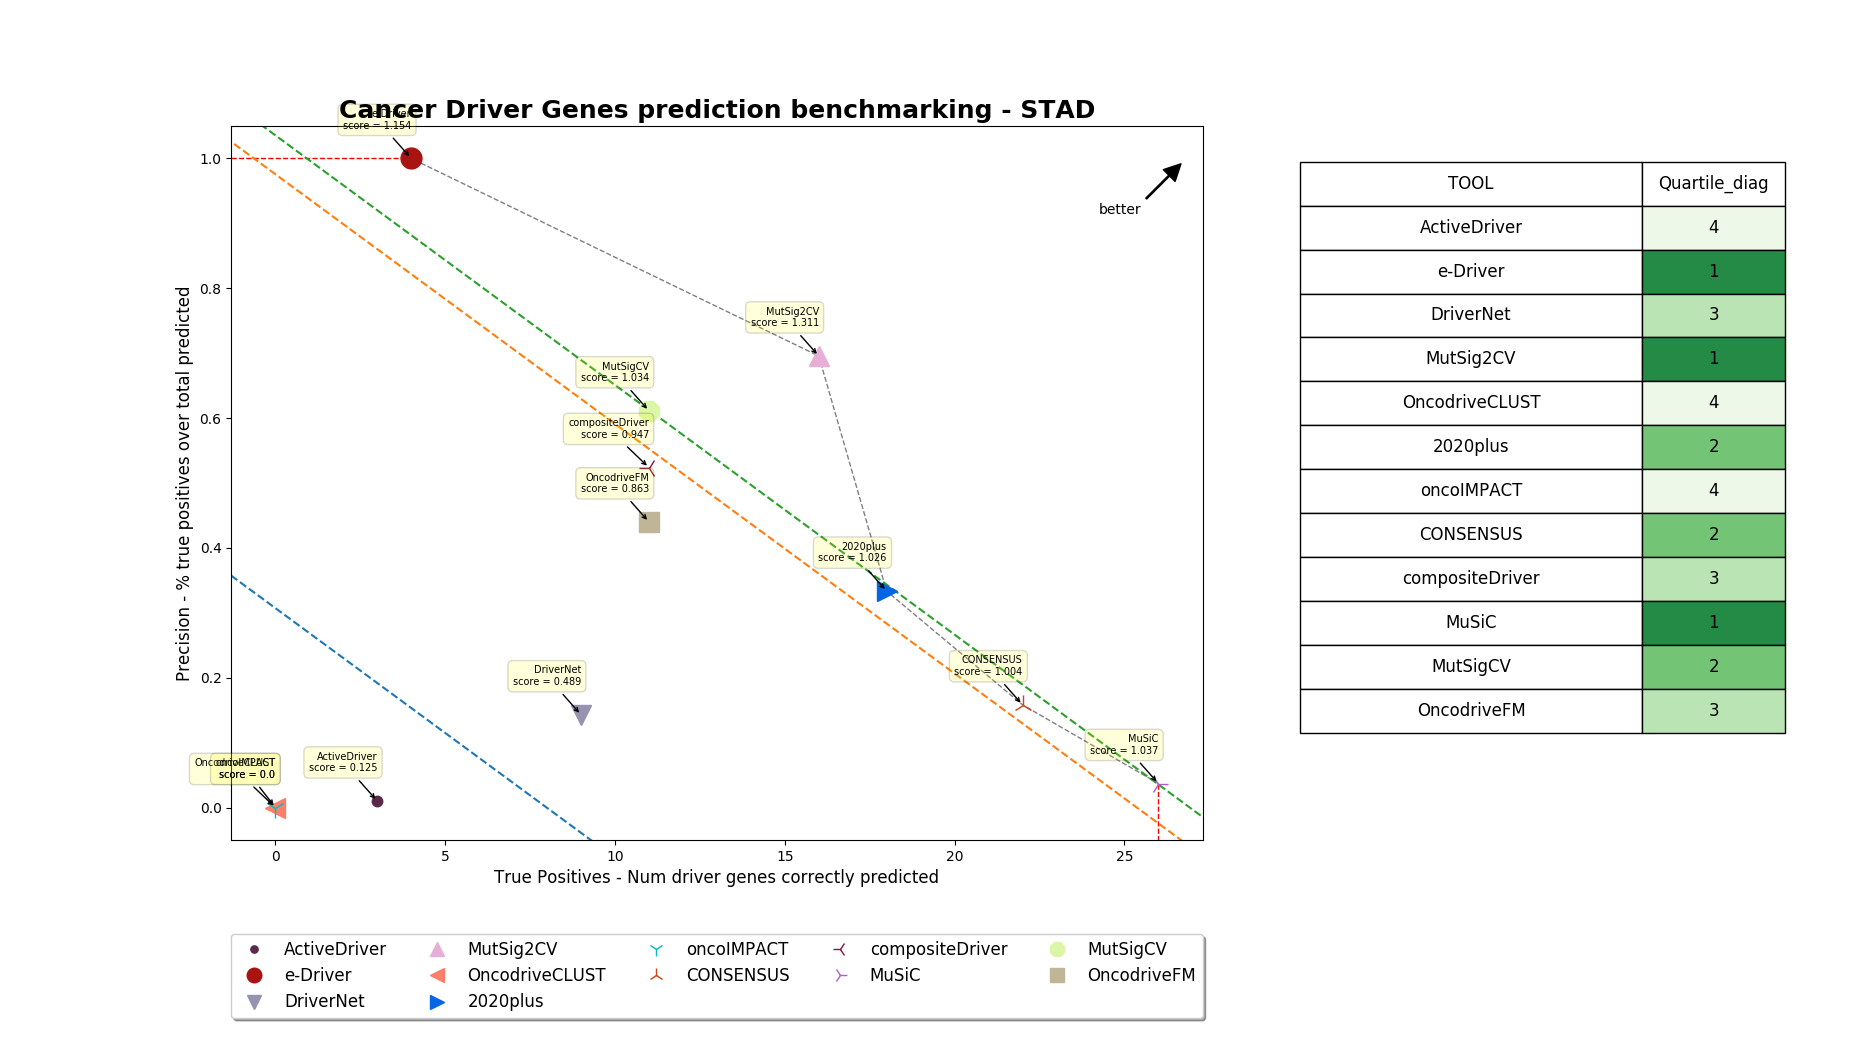 Cancer Driver Genes prediction benchmarking - STAD
e-Driver
score = 1.154
better
MutSig2CV
score = 1.311
MutSigCV
score = 1.034
compositeDriver
score = 0.947
OncodriveFM
score = 0.863
2020plus
score = 1.026
CONSENSUS
score = 1.004
DriverNet
score = 0.489
MuSiC
score = 1.037
ActiveDriver
score = 0.125
oncoIMPACT
score = 0.0
Precision - % true positives over total predicted
1.0
0.8
0.6
0.4
0.2
0.0
0 5 10 15 20 25
True Positives - Num driver genes correctly predicted
ActiveDriver MutSig2CV oncoIMPACT compositeDriver MutSigCV
e-Driver OncodriveCLUST CONSENSUS MuSiC OncodriveFM
DriverNet 2020plus
TOOL Quartile_diag
ActiveDriver 4
e-Driver 1
DriverNet 3
MutSig2CV 1
OncodriveCLUST 4
2020plus 2
oncoIMPACT 4
CONSENSUS 2
compositeDriver 3
MuSiC 1
MutSigCV 2
OncodriveFM 3